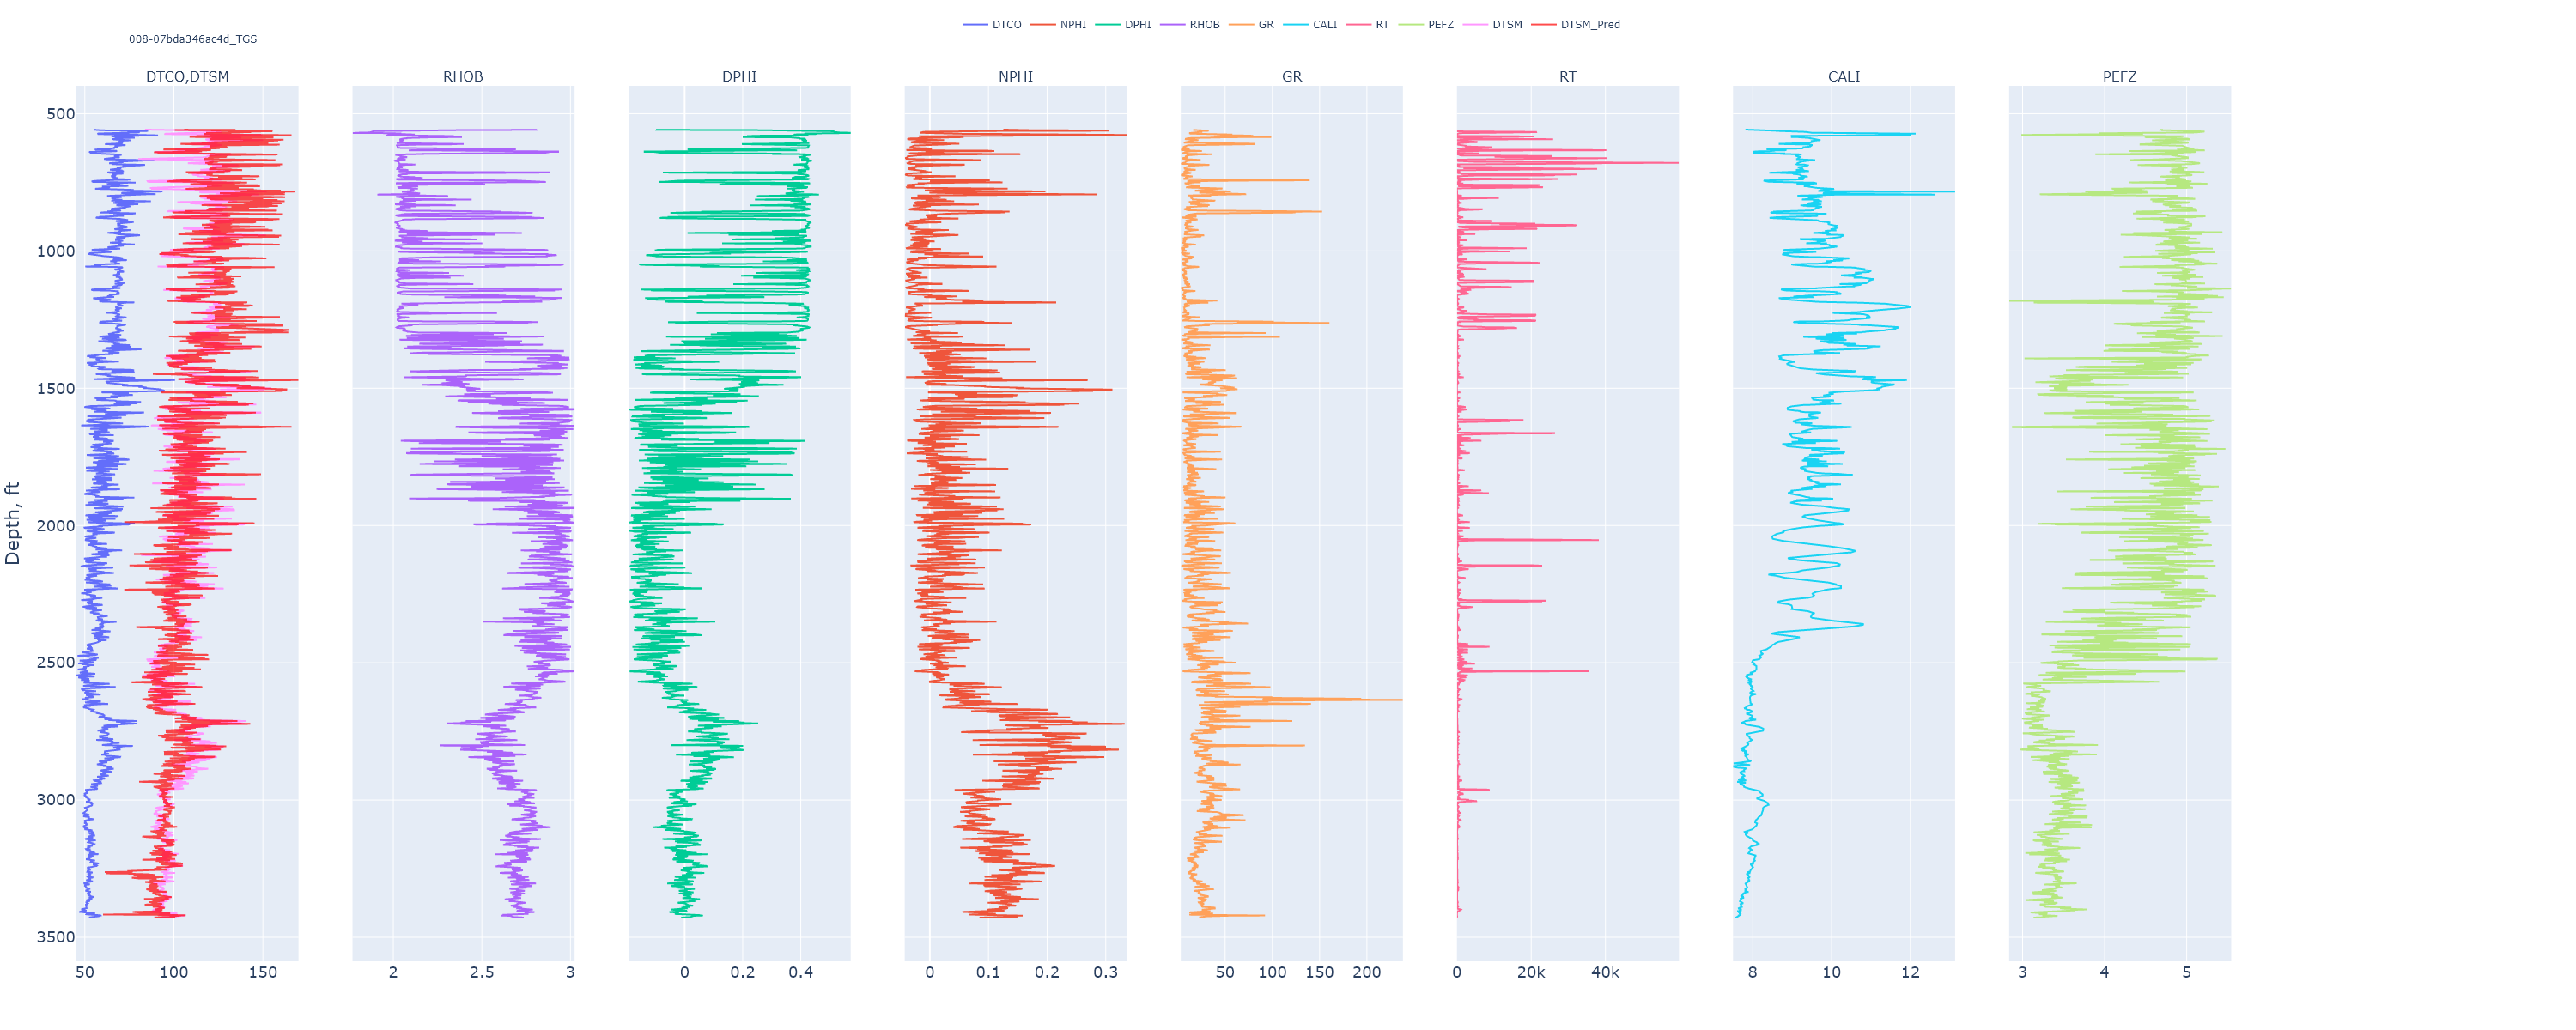 DTCO NPHI DPHI RHOB GR CALI RT PEFZ DTSM DTSM_Pred
008-07bda346ac4d_TGS
DTCO,DTSM RHOB DPHI NPHI GR RT CALI PEFZ
500
1000
1500
2000
2500
3000
3500
Depth, ft
50 100 150 2 2.5 3 0 0.2 0.4 0 0.1 0.2 0.3 50 100 150 200 0 20k 40k 8 10 12 3 4 5